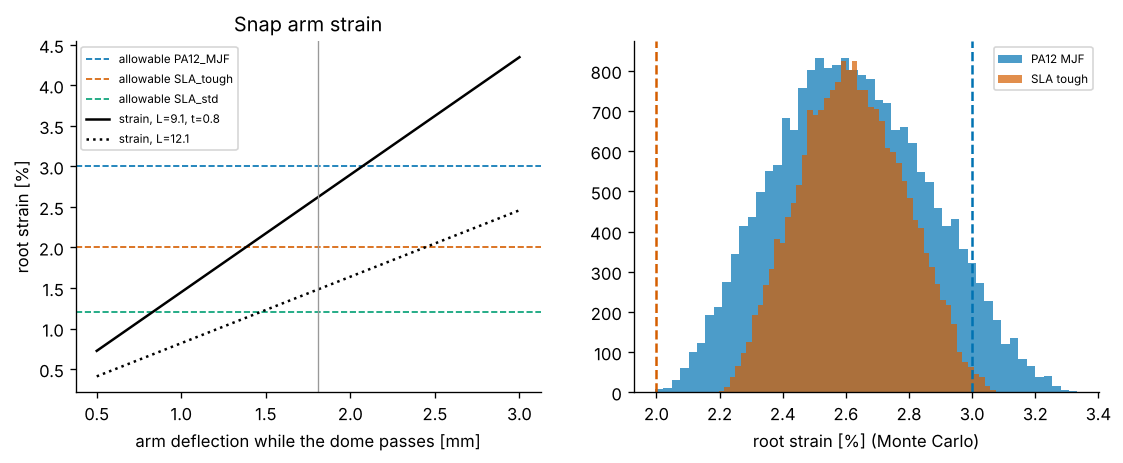 Snap arm strain
allowable PA12_MJF
allowable SLA_tough
allowable SLA_std
strain, L=9.1, t=0.8
strain, L=12.1
root strain [%]
4.5
4.0
3.5
3.0
2.5
2.0
1.5
1.0
0.5
0.5 1.0 1.5 2.0 2.5 3.0
arm deflection while the dome passes [mm]
PA12 MJF
SLA tough
800
700
600
500
400
300
200
100
0
2.0 2.2 2.4 2.6 2.8 3.0 3.2 3.4
root strain [%] (Monte Carlo)